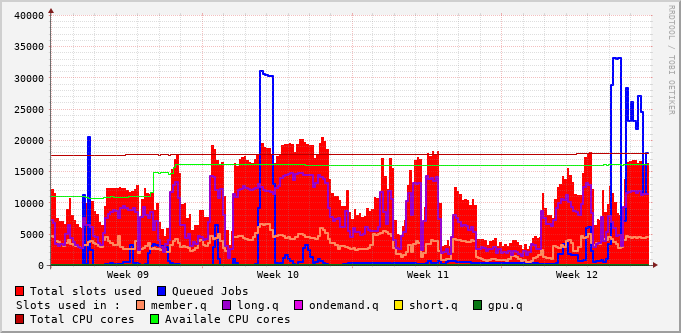 40000
35000
30000
25000
20000
15000
10000
5000
0
Week 09 Week 10 Week 11 Week 12
RRDTOOL / TOBI OETIKER
Total slots used Queued Jobs
Slots used in : member.q long.q ondemand.q short.q gpu.q
Total CPU cores Availale CPU cores